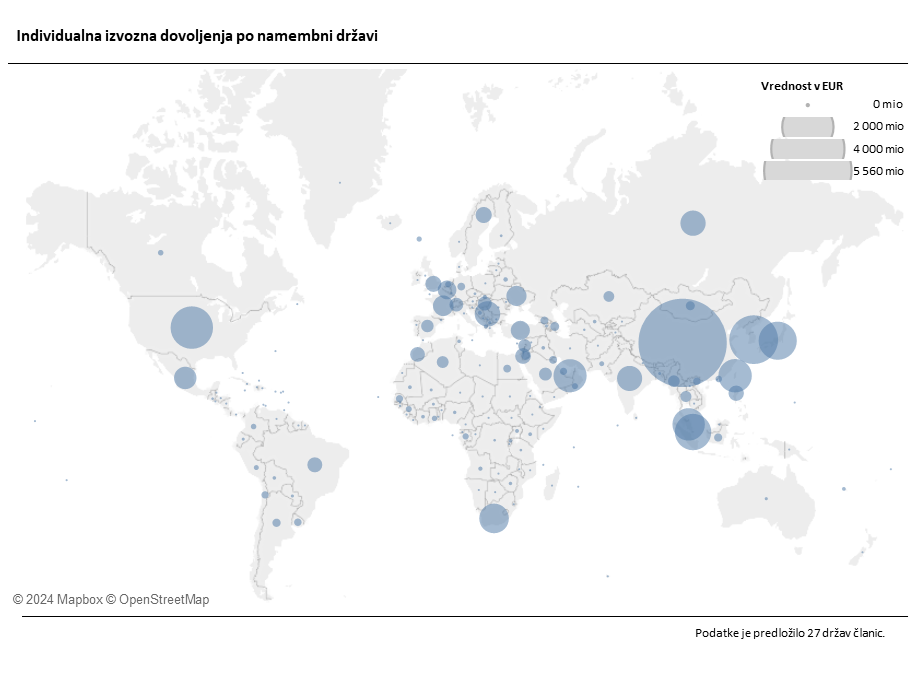 Individualna izvozna dovoljenja po namembni državi
Vrednost v EUR
0 mio
2 000 mio
4 000 mio
5 560 mio
© 2024 Mapbox © OpenStreetMap
Podatke je predložilo 27 držav članic.